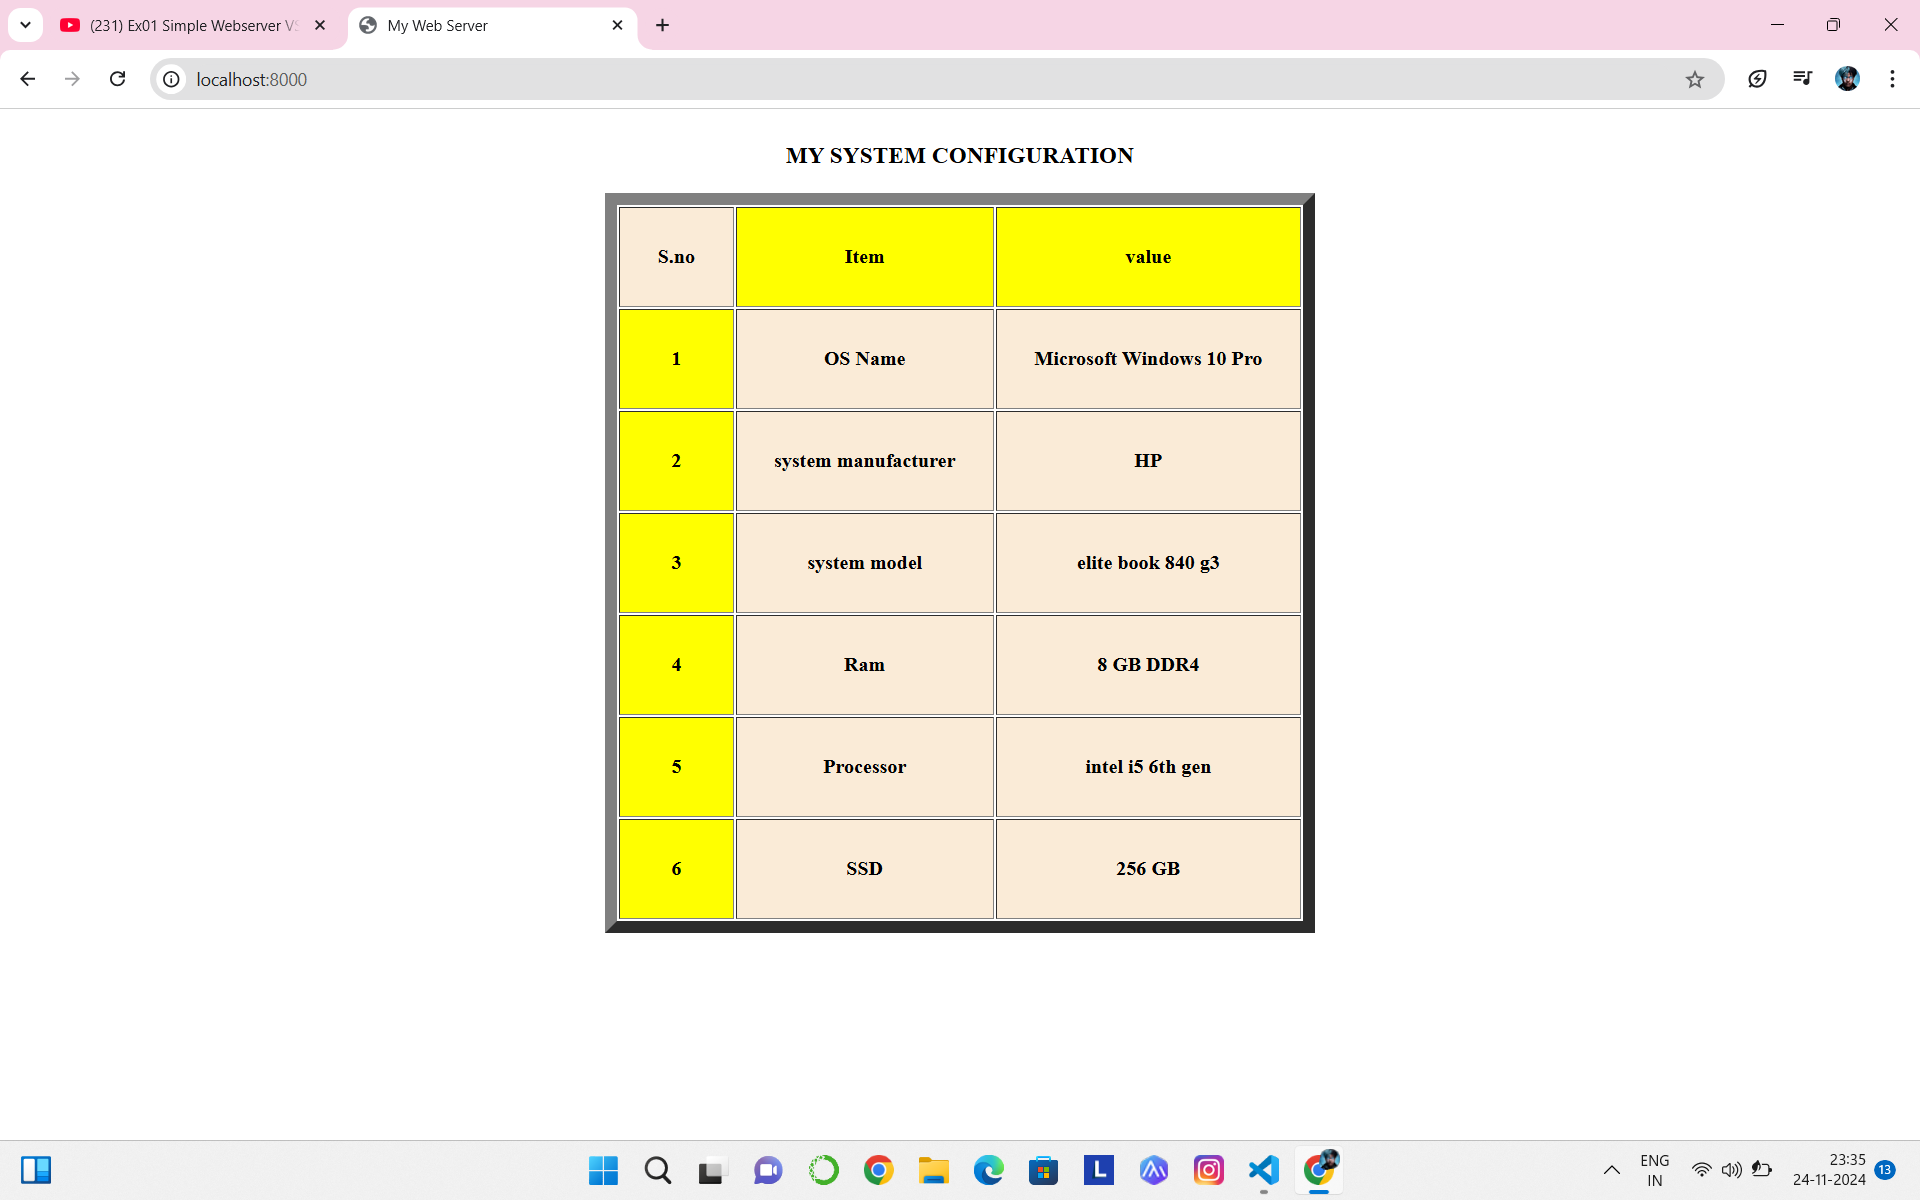 (231) Ex01 Simple Webserver VS
My Web Server
localhost:8000
MY SYSTEM CONFIGURATION
S.no Item value
1 OS Name Microsoft Windows 10 Pro
2 system manufacturer HP
3 system model elite book 840 g3
4 Ram 8 GB DDR4
5 Processor intel i5 6th gen
6 SSD 256 GB
L
ENG
IN
23:35
24-11-2024
13